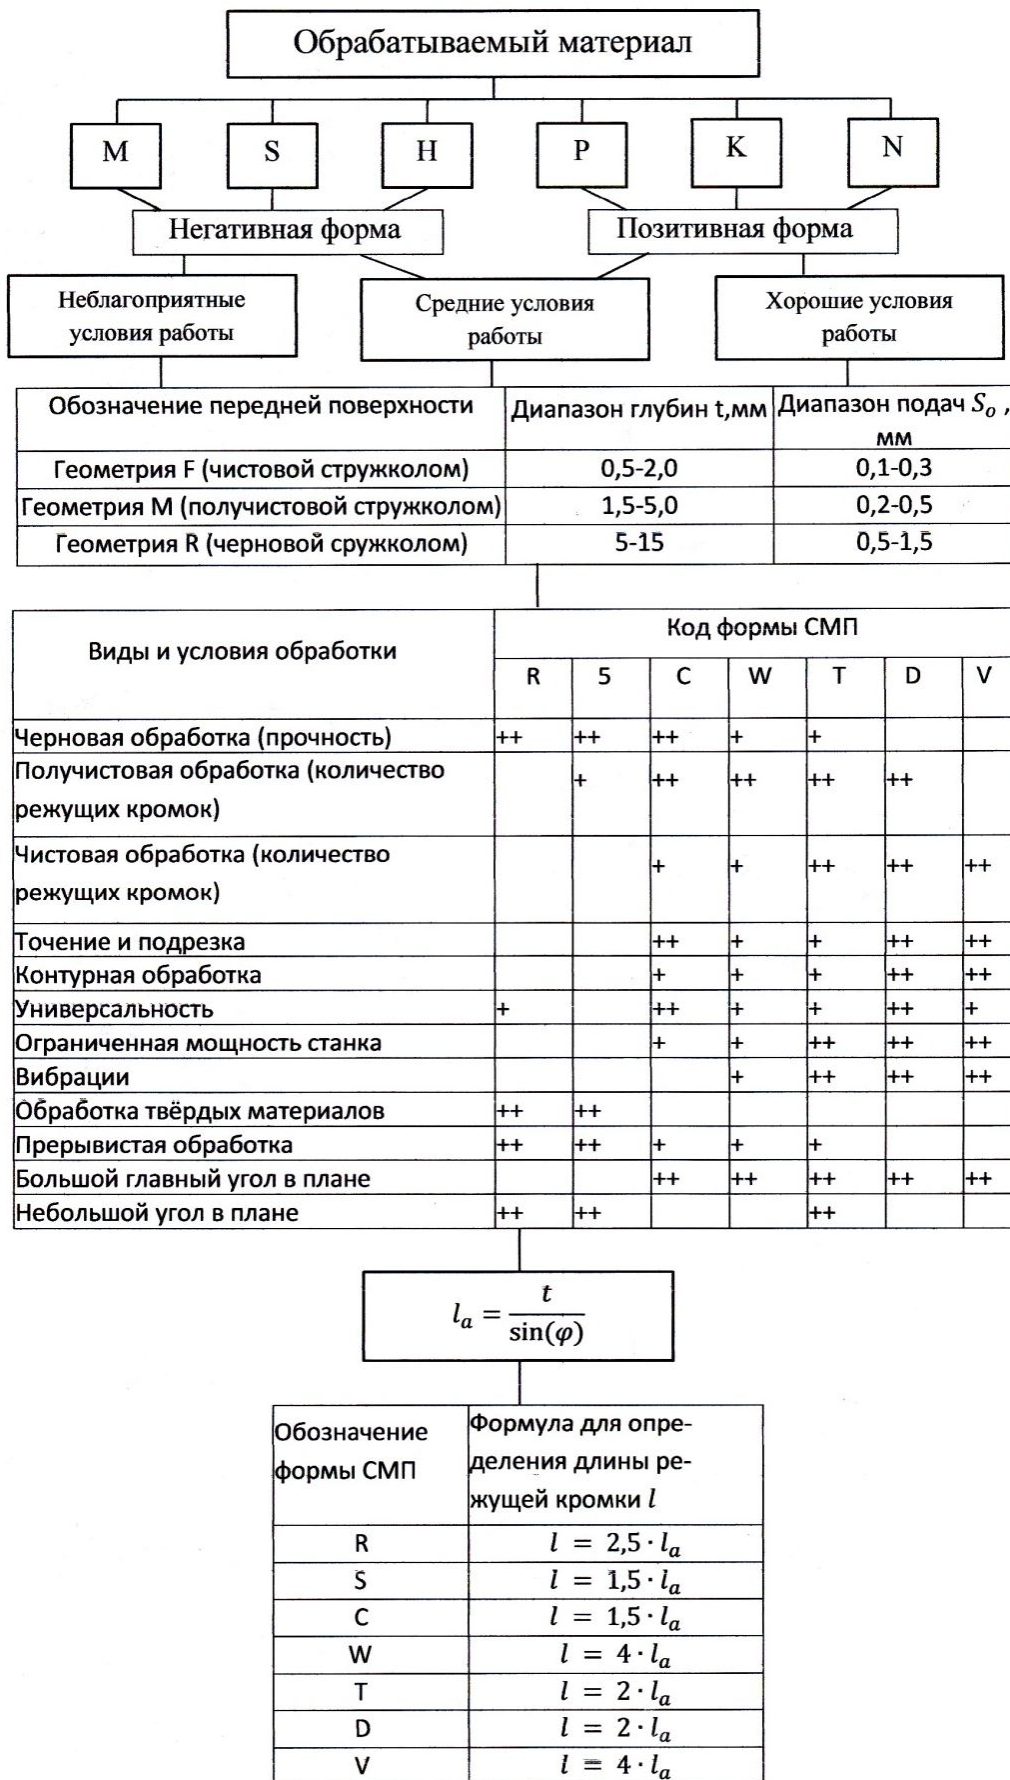 Обрабатываемый материал
M S H P K N
Негативная форма Позитивная форма
Неблагоприятные
условия работы
Средние условия
работы
Хорошие условия
работы
Обозначение передней поверхности Диапазон глубин t,мм Диапазон подач S_o ,
мм
Геометрия F (чистовой стружколом) 0,5-2,0 0,1-0,3
Геометрия M (получистовой стружколом) 1,5-5,0 0,2-0,5
Геометрия R (черновой сружколом) 5-15 0,5-1,5
Виды и условия обработки Код формы СМП
R 5 C W T D V
Черновая обработка (прочность) ++ ++ ++ + +
Получистовая обработка (количество
режущих кромок) + ++ ++ ++ ++
Чистовая обработка (количество
режущих кромок) + + ++ ++ ++
Точение и подрезка ++ + + ++ ++
Контурная обработка + + + ++ ++
Универсальность + ++ + + ++ +
Ограниченная мощность станка + + ++ ++ ++
Вибрации + ++ ++ ++
Обработка твёрдых материалов ++ ++
Прерывистая обработка ++ ++ + + +
Большой главный угол в плане ++ ++ ++ ++ ++
Небольшой угол в плане ++ ++ ++
l_a = t / sin(φ)
Обозначение
формы СМП
Формула для опре-
деления длины ре-
жущей кромки l
R l = 2,5 · l_a
S l = 1,5 · l_a
C l = 1,5 · l_a
W l = 4 · l_a
T l = 2 · l_a
D l = 2 · l_a
V l = 4 · l_a